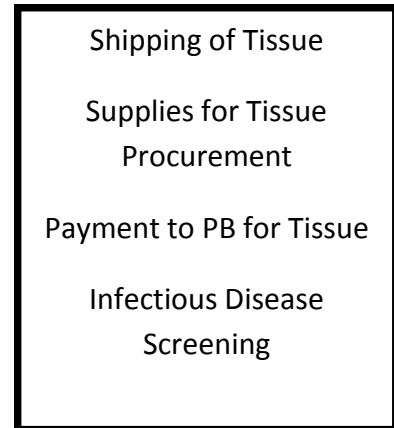 Shipping of Tissue
Supplies for Tissue
Procurement
Payment to PB for Tissue
Infectious Disease
Screening